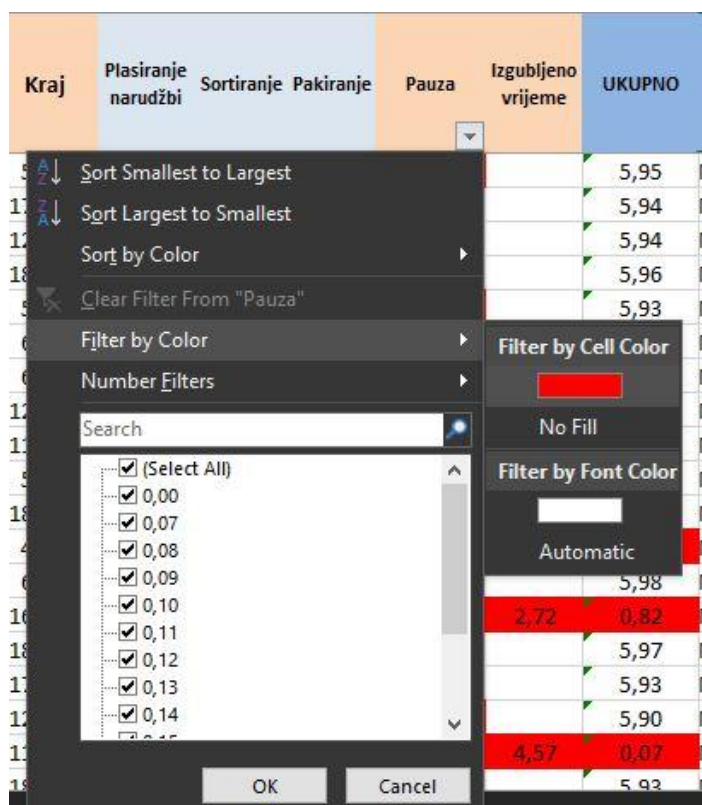 Kraj
Plasiranje
narudžbi
Sortiranje
Pakiranje
Pauza
Izgubljeno
vrijeme
UKUPNO
Sort Smallest to Largest
Sort Largest to Smallest
Sort by Color
Clear Filter From "Pauza"
Filter by Color
Number Filters
Search
(Select All)
0,00
0,07
0,08
0,09
0,10
0,11
0,12
0,13
0,14
OK
Cancel
Filter by Cell Color
No Fill
Filter by Font Color
Automatic
5,95
5,94
5,94
5,96
5,93
5,98
2,72 0,82
5,97
5,93
5,90
4,57 0,07
5,93